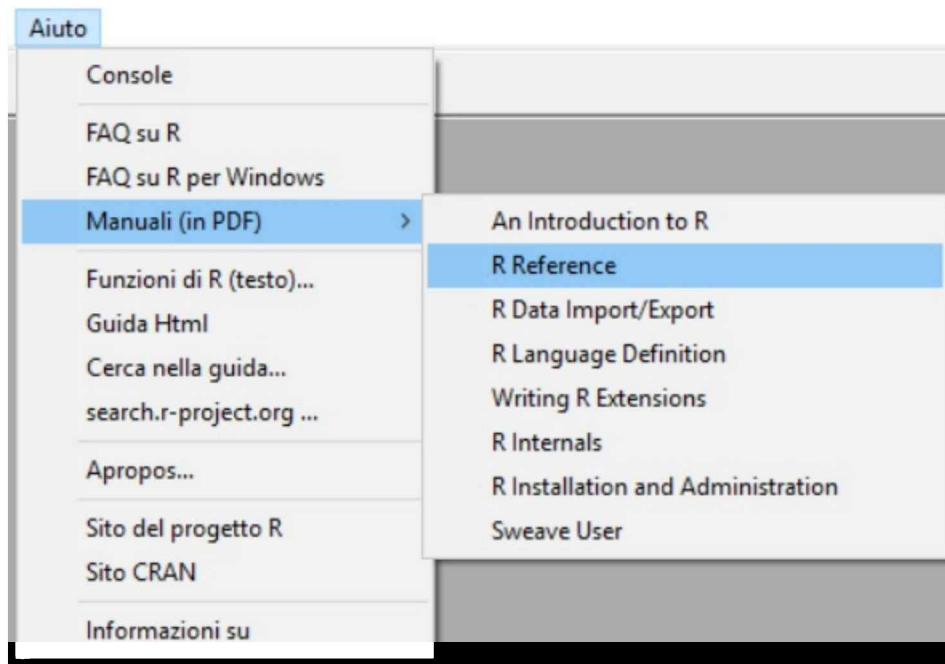 Aiuto
Console
FAQ su R
FAQ su R per Windows
Manuali (in PDF) >
An Introduction to R
R Reference
R Data Import/Export
R Language Definition
Writing R Extensions
R Internals
R Installation and Administration
Sweave User
Funzioni di R (testo)...
Guida Html
Cerca nella guida...
search.r-project.org ...
Apropos...
Sito del progetto R
Sito CRAN
Informazioni su